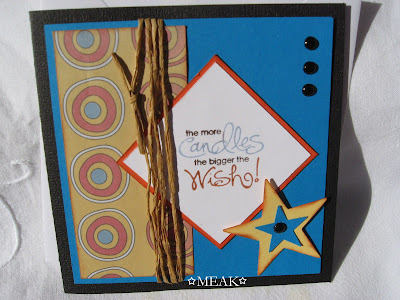 the more
Candles
the bigger the
Wish!
☆MEAK☆